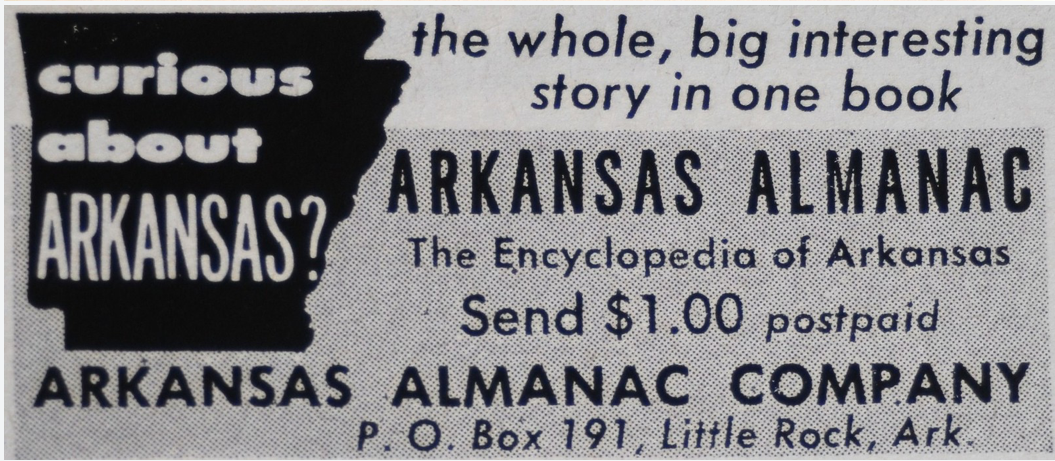 curious
about
ARKANSAS?
the whole, big interesting
story in one book
ARKANSAS ALMANAC
The Encyclopedia of Arkansas
Send $1.00 postpaid
ARKANSAS ALMANAC COMPANY
P. O. Box 191, Little Rock, Ark.